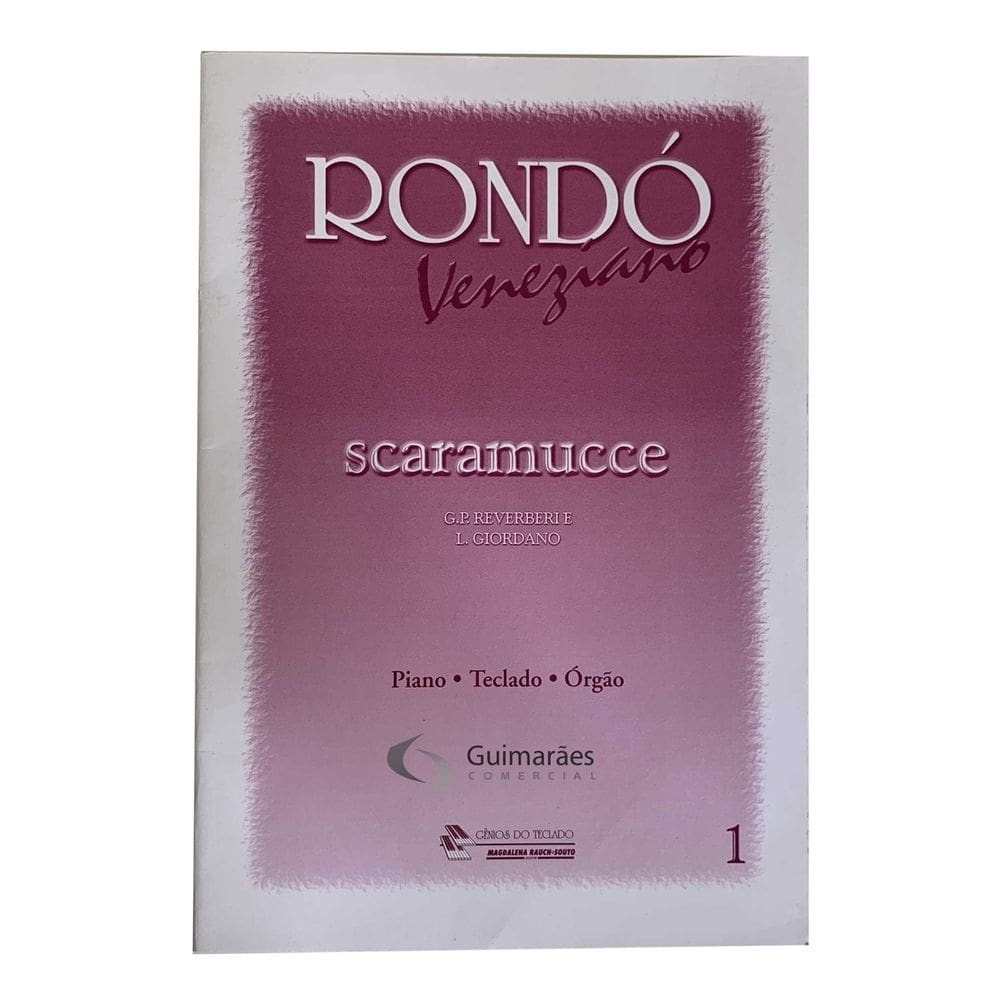 RONDÓ
Veneziano
scaramucce
G.P. REVERBERI E
L. GIORDANO
Piano • Teclado • Órgão
Guimarães
COMERCIAL
GÊNIOS DO TECLADO
MAGDALENA RAUCH-SOUTO
1